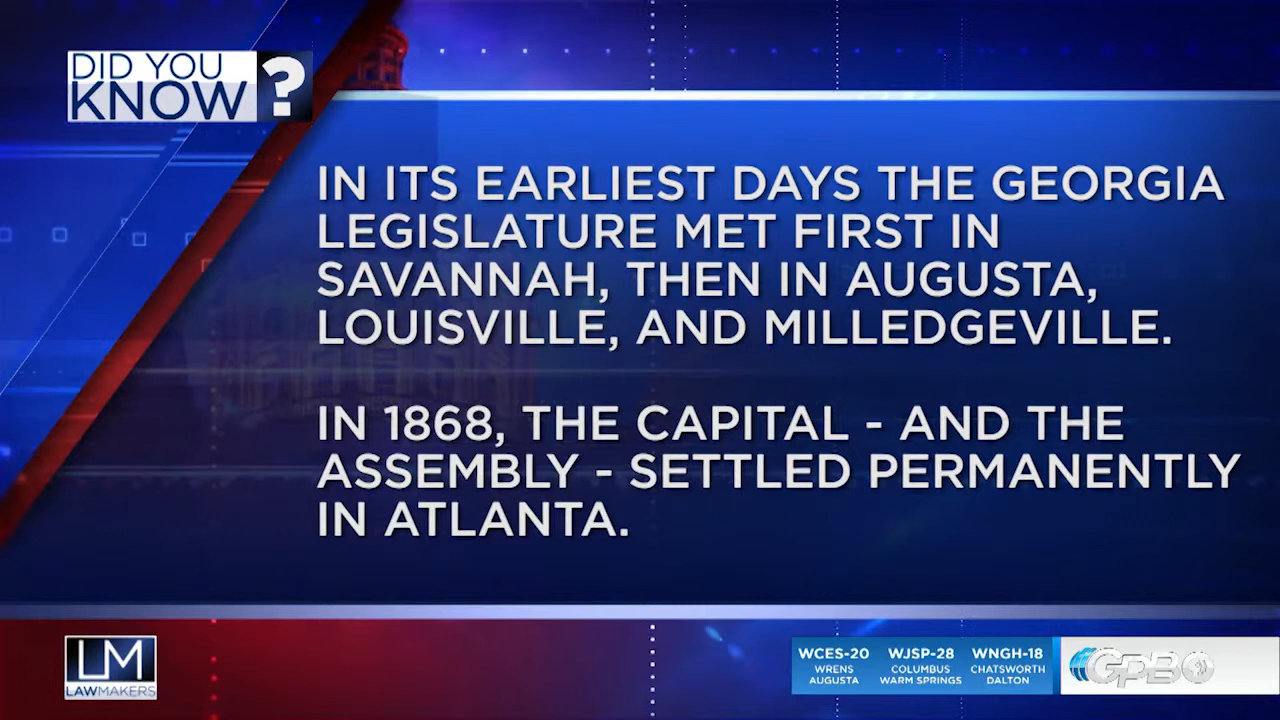 DID YOU
KNOW?
IN ITS EARLIEST DAYS THE GEORGIA
LEGISLATURE MET FIRST IN
SAVANNAH, THEN IN AUGUSTA,
LOUISVILLE, AND MILLEDGEVILLE.
IN 1868, THE CAPITAL - AND THE
ASSEMBLY - SETTLED PERMANENTLY
IN ATLANTA.
LM
LAWMAKERS
WCES-20
WRENS
AUGUSTA
WJSP-28
COLUMBUS
WARM SPRINGS
WNGH-18
CHATSWORTH
DALTON
GPB